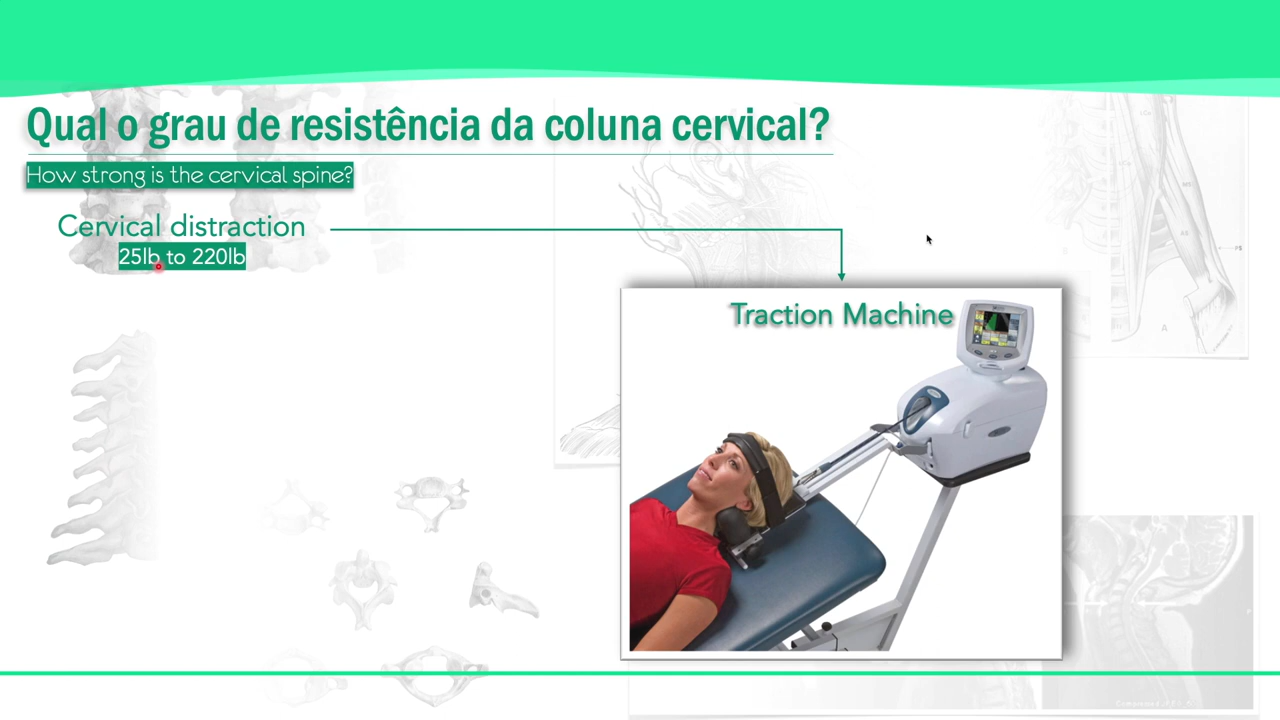 Qual o grau de resistência da coluna cervical?
How strong is the cervical spine?
Cervical distraction
25lb to 220lb
Traction Machine
A